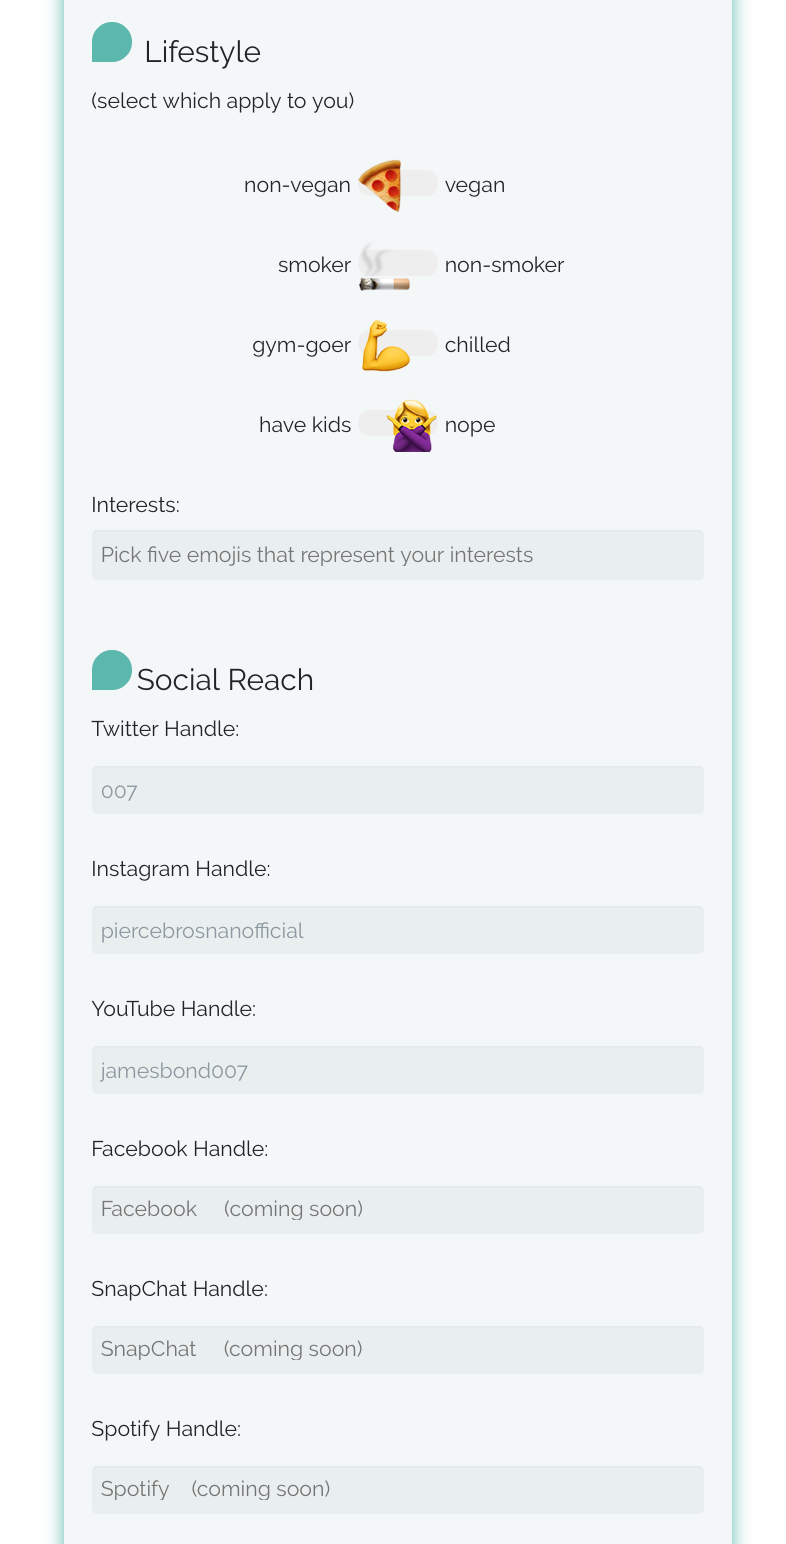 Lifestyle
(select which apply to you)
non-vegan vegan
smoker non-smoker
gym-goer chilled
have kids nope
Interests:
Pick five emojis that represent your interests
Social Reach
Twitter Handle:
007
Instagram Handle:
piercebrosnanofficial
YouTube Handle:
jamesbond007
Facebook Handle:
Facebook (coming soon)
SnapChat Handle:
SnapChat (coming soon)
Spotify Handle:
Spotify (coming soon)